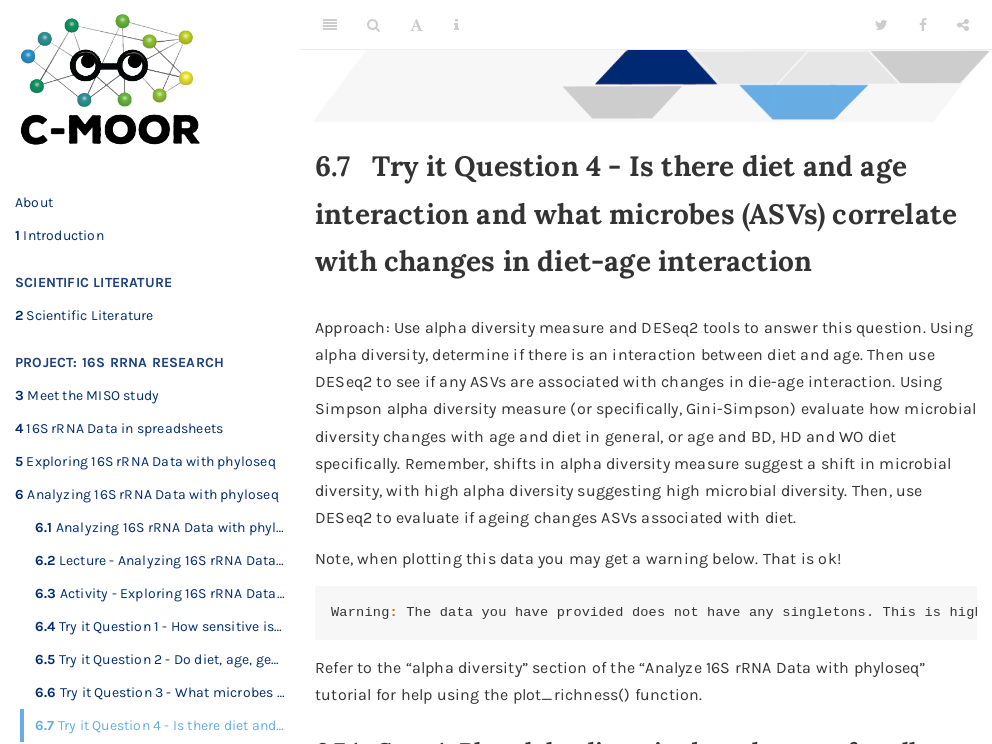 C-MOOR
About
1 Introduction
SCIENTIFIC LITERATURE
2 Scientific Literature
PROJECT: 16S RRNA RESEARCH
3 Meet the MISO study
4 16S rRNA Data in spreadsheets
5 Exploring 16S rRNA Data with phyloseq
6 Analyzing 16S rRNA Data with phyloseq
6.1 Analyzing 16S rRNA Data with phyl…
6.2 Lecture - Analyzing 16S rRNA Data…
6.3 Activity - Exploring 16S rRNA Data…
6.4 Try it Question 1 - How sensitive is…
6.5 Try it Question 2 - Do diet, age, ge…
6.6 Try it Question 3 - What microbes …
6.7 Try it Question 4 - Is there diet and…
6.7 Try it Question 4 - Is there diet and age
interaction and what microbes (ASVs) correlate
with changes in diet-age interaction
Approach: Use alpha diversity measure and DESeq2 tools to answer this question. Using
alpha diversity, determine if there is an interaction between diet and age. Then use
DESeq2 to see if any ASVs are associated with changes in die-age interaction. Using
Simpson alpha diversity measure (or specifically, Gini-Simpson) evaluate how microbial
diversity changes with age and diet in general, or age and BD, HD and WO diet
specifically. Remember, shifts in alpha diversity measure suggest a shift in microbial
diversity, with high alpha diversity suggesting high microbial diversity. Then, use
DESeq2 to evaluate if ageing changes ASVs associated with diet.
Note, when plotting this data you may get a warning below. That is ok!
Warning: The data you have provided does not have any singletons. This is high
Refer to the “alpha diversity” section of the “Analyze 16S rRNA Data with phyloseq”
tutorial for help using the plot_richness() function.